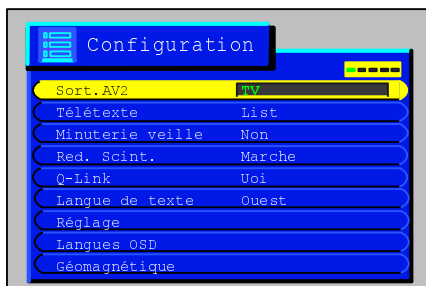 Configuration
Sort.AV2 TV
Télétexte List
Minuterie veille Non
Red. Scint. Marche
Q-Link Uoi
Langue de texte Ouest
Réglage
Langues OSD
Géomagnétique